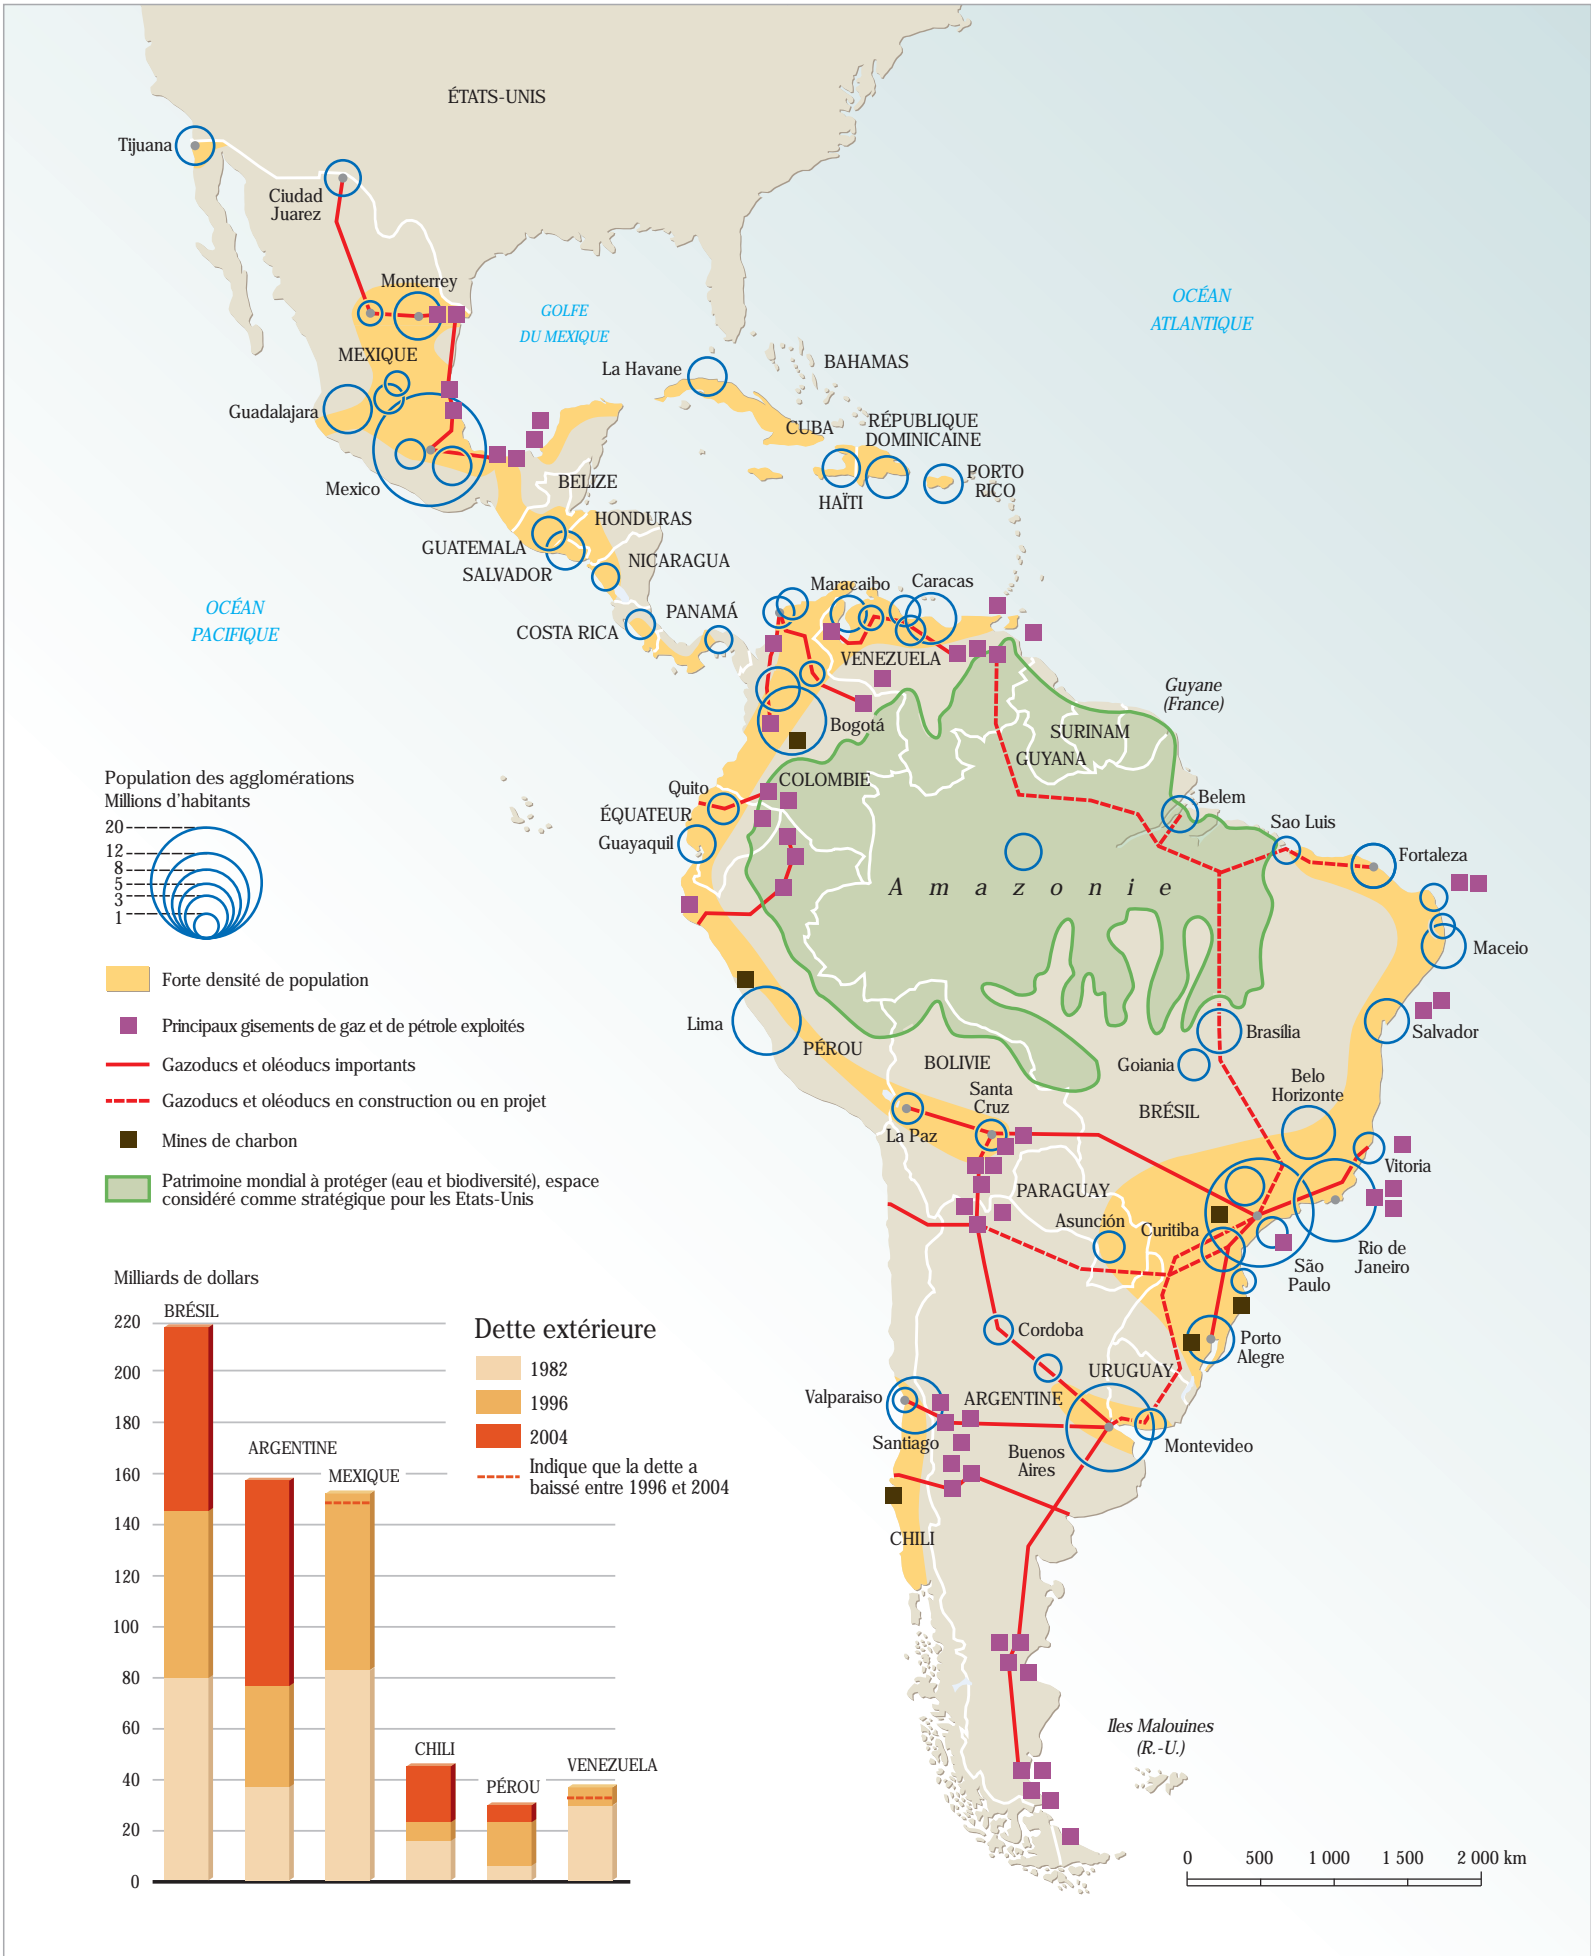 ÉTATS-UNIS
Tijuana
Ciudad
Juarez
Monterrey
GOLFE
DU MEXIQUE
OCÉAN
ATLANTIQUE
MEXIQUE
La Havane
BAHAMAS
Guadalajara
CUBA
RÉPUBLIQUE
DOMINICAINE
PORTO
RICO
Mexico
BELIZE
HAÏTI
HONDURAS
GUATEMALA
SALVADOR
NICARAGUA
OCÉAN
PACIFIQUE
COSTA RICA
PANAMÁ
Maracaibo
Caracas
VENEZUELA
Guyane
(France)
Bogotá
SURINAM
GUYANA
COLOMBIE
Quito
ÉQUATEUR
Guayaquil
Belem
Sao Luis
Fortaleza
Amazonie
Maceio
Salvador
Lima
PÉROU
BOLIVIE
Brasília
Goiania
Santa
Cruz
Belo
Horizonte
BRÉSIL
La Paz
Vitoria
PARAGUAY
Asunción
Curitiba
São
Paulo
Rio de
Janeiro
Cordoba
Porto
Alegre
URUGUAY
Valparaiso
ARGENTINE
Santiago
Buenos
Aires
Montevideo
CHILI
Iles Malouines
(R.-U.)
0 500 1 000 1 500 2 000 km
Population des agglomérations
Millions d'habitants
20
12
8
5
3
1
Forte densité de population
Principaux gisements de gaz et de pétrole exploités
Gazoducs et oléoducs importants
Gazoducs et oléoducs en construction ou en projet
Mines de charbon
Patrimoine mondial à protéger (eau et biodiversité), espace
considéré comme stratégique pour les Etats-Unis
Milliards de dollars
BRÉSIL
ARGENTINE
MEXIQUE
CHILI
PÉROU
VENEZUELA
220
200
180
160
140
120
100
80
60
40
20
0
Dette extérieure
1982
1996
2004
Indique que la dette a
baissé entre 1996 et 2004